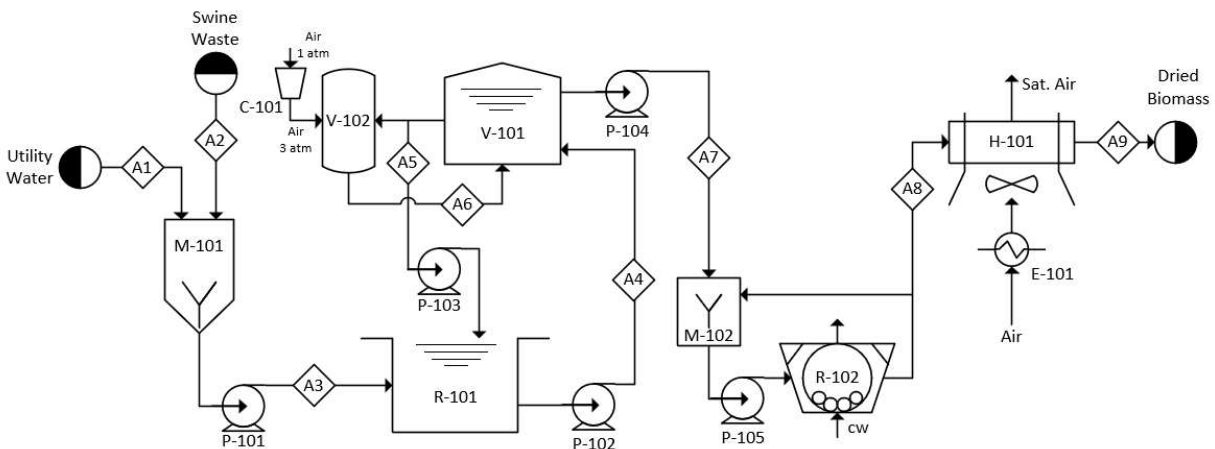 Swine
Waste
Air
1 atm
C-101
V-102
V-101
P-104
Sat. Air
Dried
Biomass
Air
3 atm
A2
A5
H-101
A9
Utility
Water
A1
A7
A8
A6
M-101
E-101
P-103
A4
M-102
Air
A3
R-101
R-102
P-101
P-102
P-105
cw